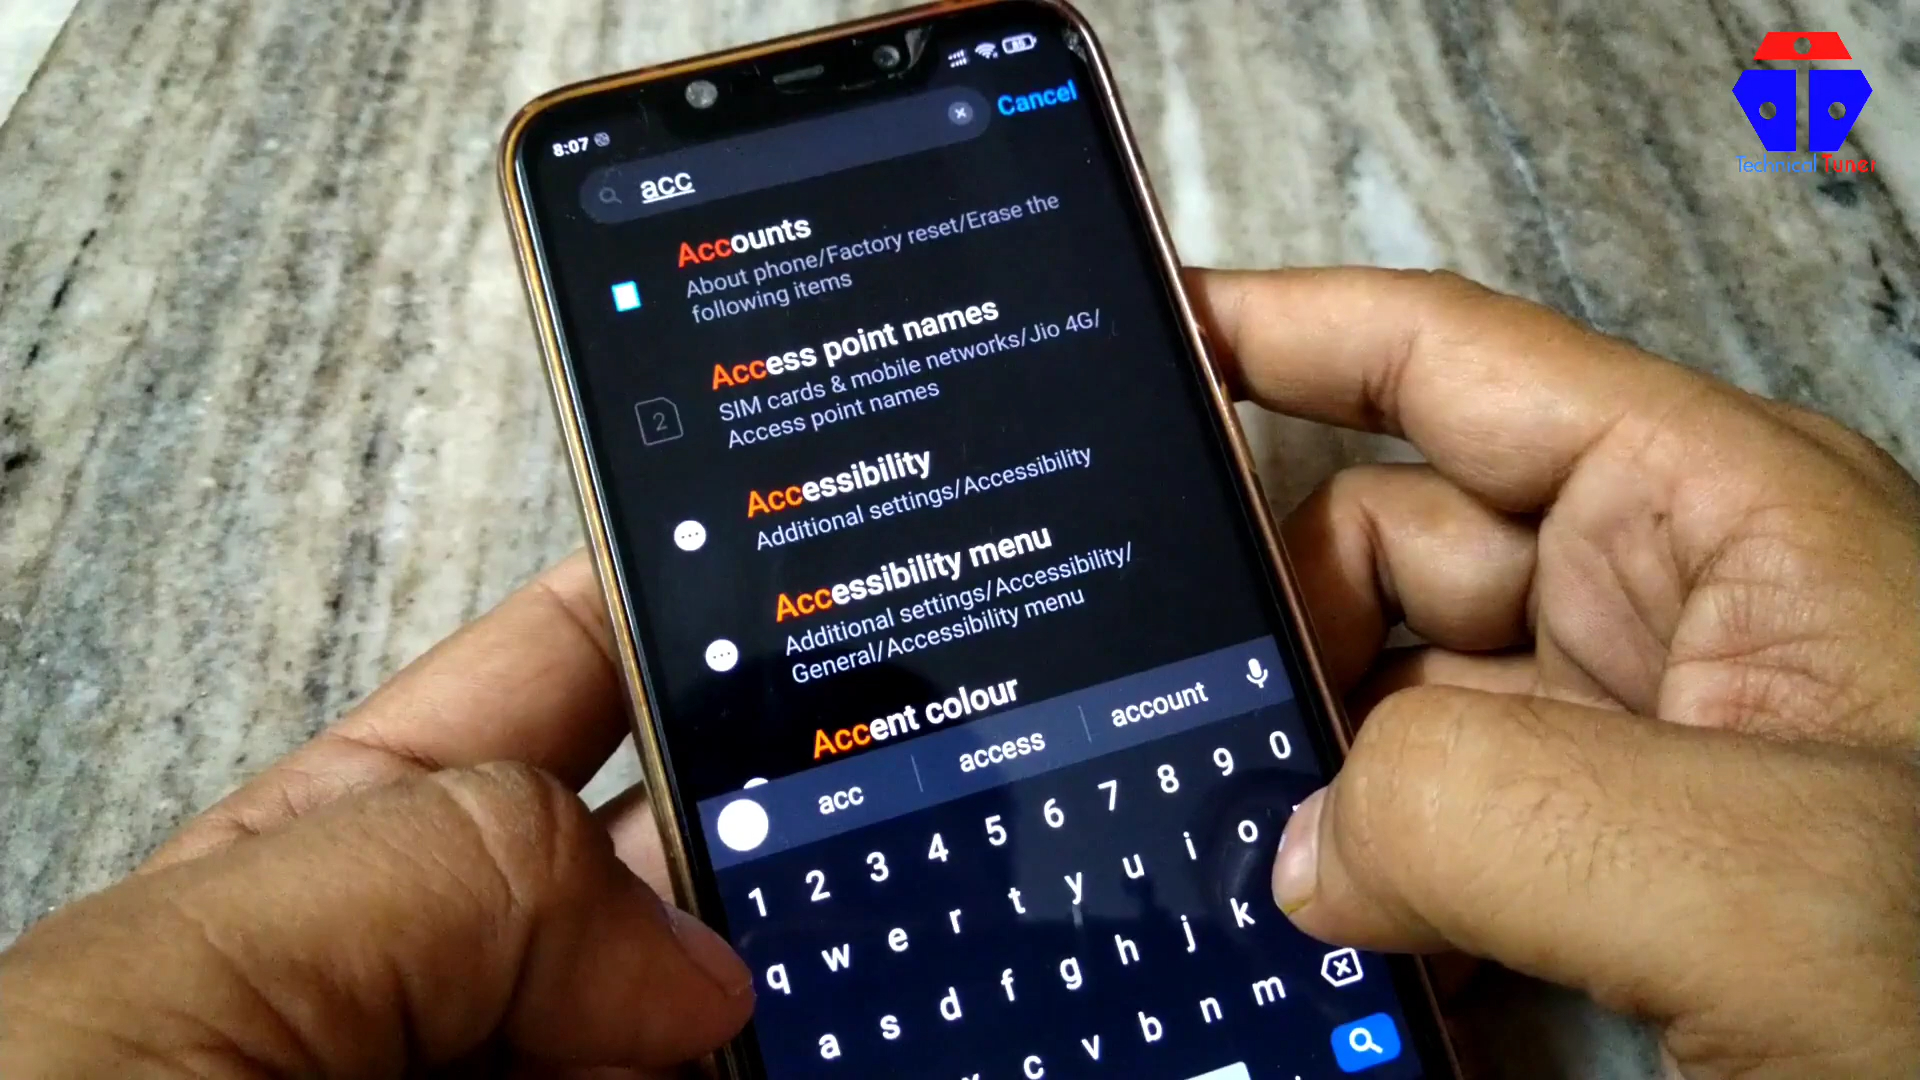 8:07
85
Cancel
acc
Accounts
About phone/Factory reset/Erase the
following items
Access point names
SIM cards & mobile networks/Jio 4G/
Access point names
2
Accessibility
Additional settings/Accessibility
Accessibility menu
Additional settings/Accessibility/
General/Accessibility menu
Accent colour
acc access account
1 2 3 4 5 6 7 8 9 0
q w e r t y u i o
a s d f g h j k
c v b n m
Technical Tuner